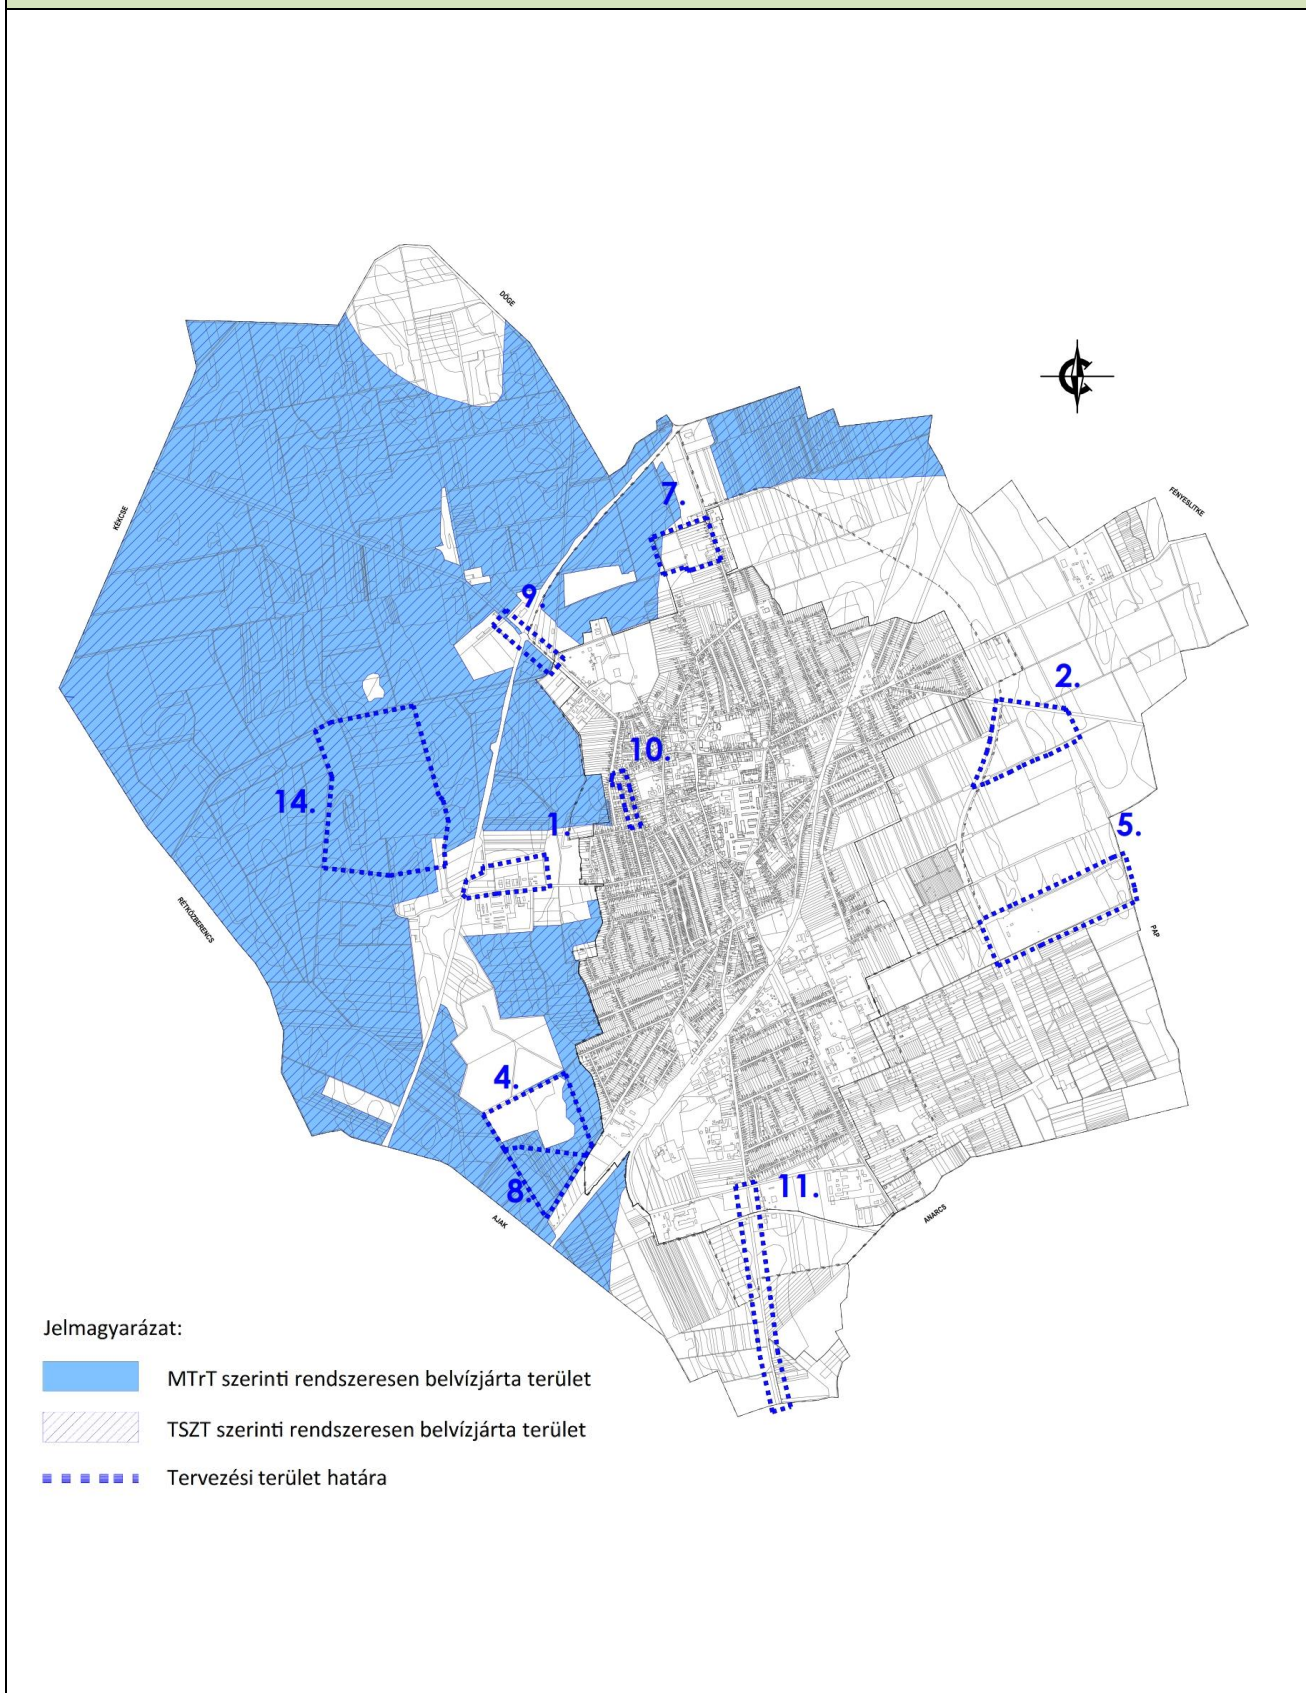 DÖGE
KÉKCSE
FÉNYESLITKE
7.
9.
2.
10.
14.
1.
5.
RÉTKÖZBERENCS
PAP
4.
8.
11.
AJAK
ANARCS
Jelmagyarázat:
MTrT szerinti rendszeresen belvízjárta terület
TSZT szerinti rendszeresen belvízjárta terület
Tervezési terület határa